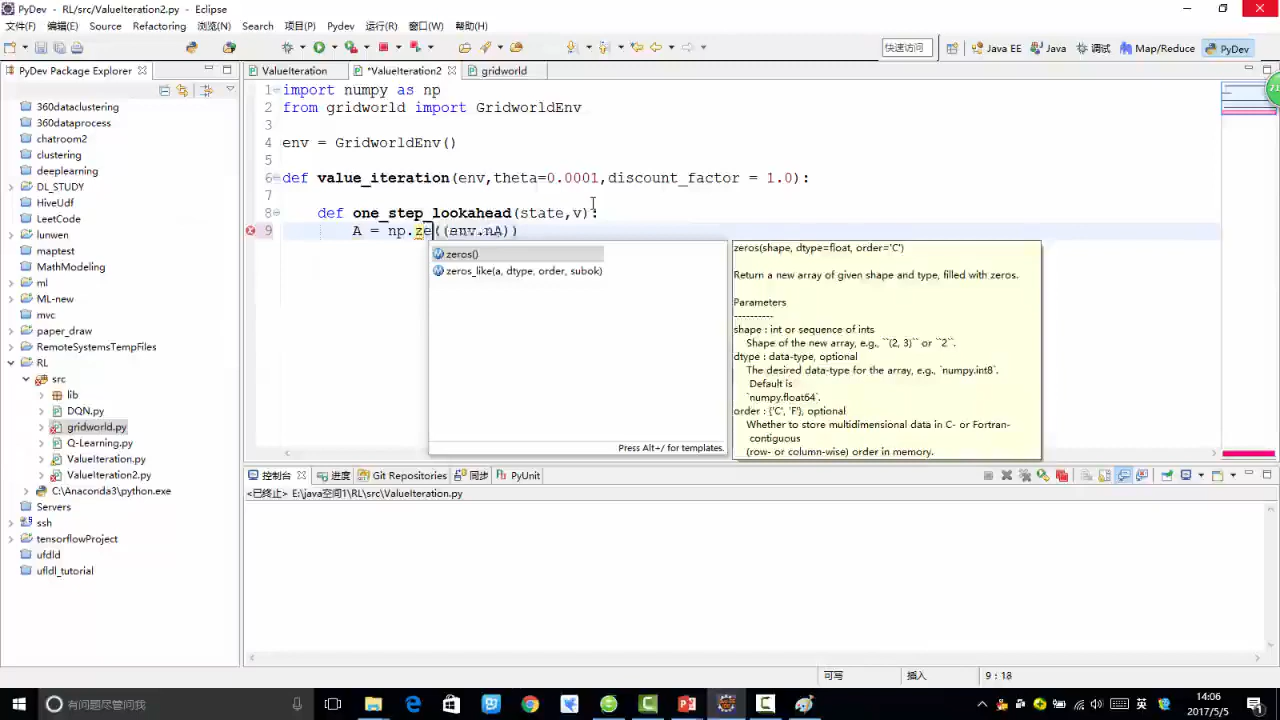 PyDev - RL/src/ValueIteration2.py - Eclipse
文件(F) 编辑(E) Source Refactoring 浏览(N) Search 项目(P) Pydev 运行(R) 窗口(W) 帮助(H)
快速访问 Java EE Java 调试 Map/Reduce PyDev
PyDev Package Explorer
360dataclustering
360dataprocess
chatroom2
clustering
deeplearning
DL_STUDY
HiveUdf
LeetCode
lunwen
maptest
MathModeling
ml
ML-new
mvc
paper_draw
RemoteSystemsTempFiles
RL
src
lib
DQN.py
gridworld.py
Q-Learning.py
ValueIteration.py
ValueIteration2.py
C:\Anaconda3\python.exe
Servers
ssh
tensorflowProject
ufdld
ufldl_tutorial
ValueIteration *ValueIteration2 gridworld
1 import numpy as np
2 from gridworld import GridworldEnv
3
4 env = GridworldEnv()
5
6 def value_iteration(env,theta=0.0001,discount_factor = 1.0):
7
8 def one_step_lookahead(state,v):
9 A = np.ze((env.nA))
zeros()
zeros_like(a, dtype, order, subok)
Press Alt+/ for templates.
zeros(shape, dtype=float, order='C')
Return a new array of given shape and type, filled with zeros.
Parameters
----------
shape : int or sequence of ints
Shape of the new array, e.g., ``(2, 3)`` or ``2``.
dtype : data-type, optional
The desired data-type for the array, e.g., `numpy.int8`.
Default is
`numpy.float64`.
order : {'C', 'F'}, optional
Whether to store multidimensional data in C- or Fortran-
contiguous
(row- or column-wise) order in memory.
控制台 进度 Git Repositories 同步 PyUnit
<已终止> E:\java空间1\RL\src\ValueIteration.py
可写 插入 9 : 18
有问题尽管问我
英
14:06
2017/5/5